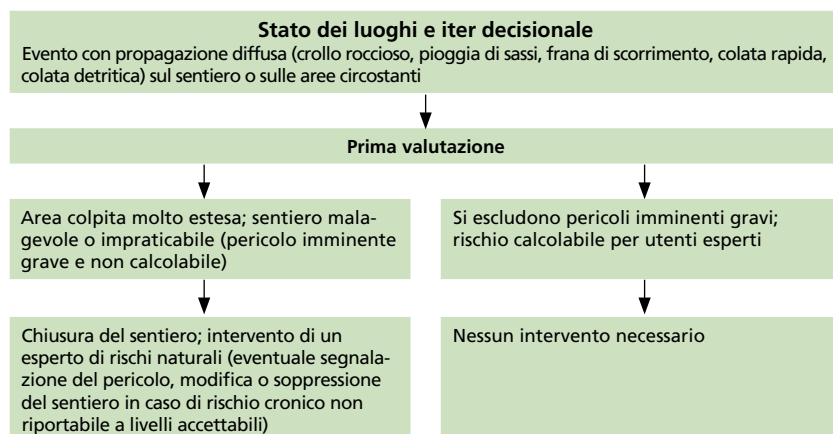 Stato dei luoghi e iter decisionale
Evento con propagazione diffusa (crollo roccioso, pioggia di sassi, frana di scorrimento, colata rapida,
colata detritica) sul sentiero o sulle aree circostanti
Prima valutazione
Area colpita molto estesa; sentiero mala-
gevole o impraticabile (pericolo imminente
grave e non calcolabile)
Si escludono pericoli imminenti gravi;
rischio calcolabile per utenti esperti
Chiusura del sentiero; intervento di un
esperto di rischi naturali (eventuale segnala-
zione del pericolo, modifica o soppressione
del sentiero in caso di rischio cronico non
riportabile a livelli accettabili)
Nessun intervento necessario